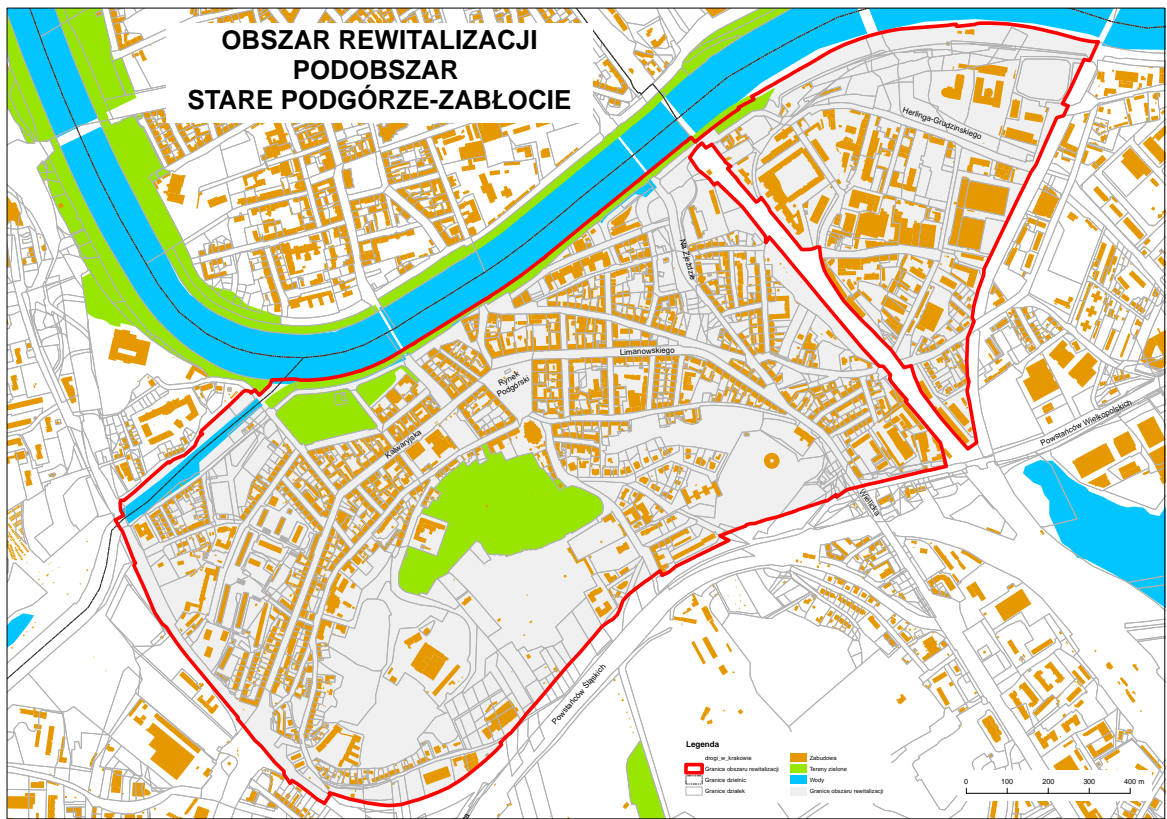 OBSZAR REWITALIZACJI
PODOBSZAR
STARE PODGÓRZE-ZABŁOCIE
Herlinga-Grudzinskiego
Na Zjeździe
Limanowskiego
Rynek
Podgórski
Kalwaryjska
Powstańców Wielkopolskich
Wielicka
Powstańców Śląskich
Legenda
drogi_w_krakowie
Granice obszaru rewitalizacji
Granice dzielnic
Granice działek
Zabudowa
Tereny zielone
Wody
Granice obszaru rewitalizacji
0 100 200 300 400 m